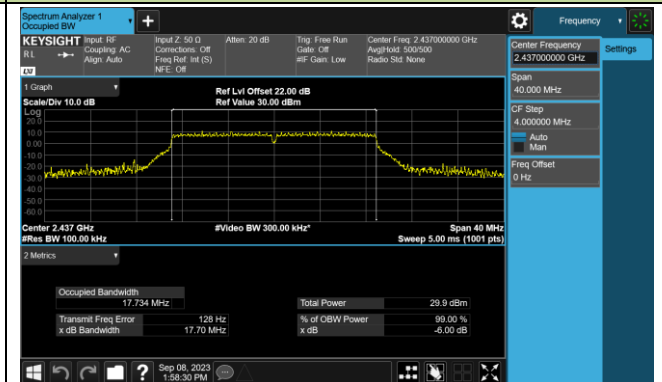 Spectrum Analyzer 1
Occupied BW
+
Frequency
KEYSIGHT
RL
LXI
Input: RF
Coupling: AC
Align: Auto
Input Z: 50 Ω
Corrections: Off
Freq Ref: Int (S)
NFE: Off
Atten: 20 dB
Trig: Free Run
Gate: Off
#IF Gain: Low
Center Freq: 2.437000000 GHz
Avg|Hold: 500/500
Radio Std: None
Center Frequency
2.437000000 GHz
Settings
Span
40.000 MHz
CF Step
4.000000 MHz
Auto
Man
Freq Offset
0 Hz
1 Graph
Scale/Div 10.0 dB
Ref Lvl Offset 22.00 dB
Ref Value 30.00 dBm
Log
20.0
10.0
0.00
-10.0
-20.0
-30.0
-40.0
-50.0
-60.0
Center 2.437 GHz
#Res BW 100.00 kHz
#Video BW 300.00 kHz*
Span 40 MHz
Sweep 5.00 ms (1001 pts)
2 Metrics
Occupied Bandwidth
17.734 MHz
Total Power 29.9 dBm
Transmit Freq Error 128 Hz
% of OBW Power 99.00 %
x dB Bandwidth 17.70 MHz
x dB -6.00 dB
?
Sep 08, 2023
1:58:30 PM